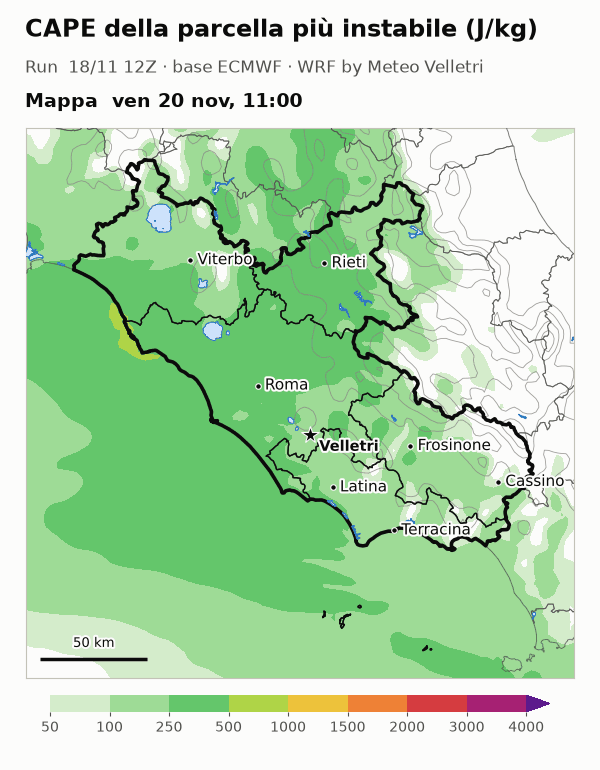 CAPE della parcella più instabile (J/kg)
Run  18/11 12Z · base ECMWF · WRF by Meteo Velletri
Mappa  ven 20 nov, 11:00
Viterbo
Rieti
Roma
Velletri
Frosinone
Latina
Cassino
Terracina
50 km
50 100 250 500 1000 1500 2000 3000 4000